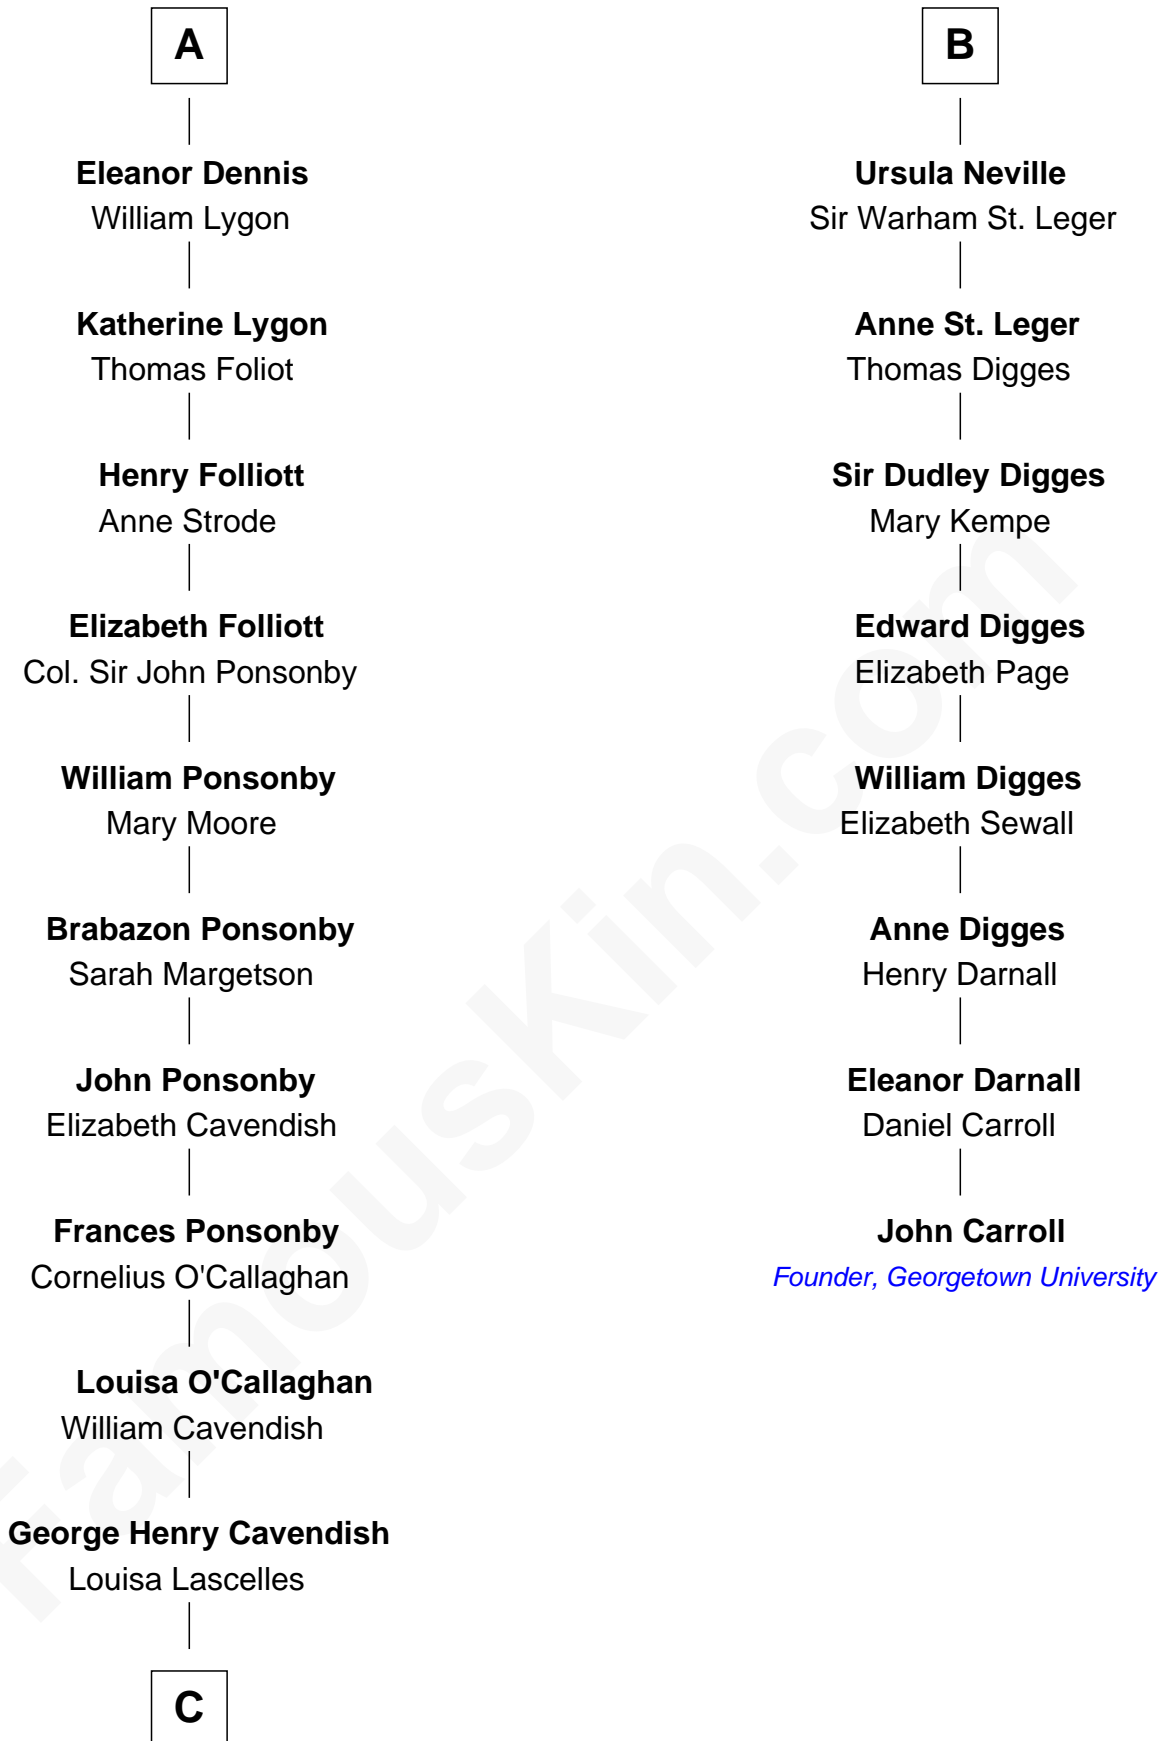 A
Eleanor Dennis
William Lygon
Katherine Lygon
Thomas Foliot
Henry Folliott
Anne Strode
Elizabeth Folliott
Col. Sir John Ponsonby
William Ponsonby
Mary Moore
Brabazon Ponsonby
Sarah Margetson
John Ponsonby
Elizabeth Cavendish
Frances Ponsonby
Cornelius O'Callaghan
Louisa O'Callaghan
William Cavendish
George Henry Cavendish
Louisa Lascelles
C
B
Ursula Neville
Sir Warham St. Leger
Anne St. Leger
Thomas Digges
Sir Dudley Digges
Mary Kempe
Edward Digges
Elizabeth Page
William Digges
Elizabeth Sewall
Anne Digges
Henry Darnall
Eleanor Darnall
Daniel Carroll
John Carroll
Founder, Georgetown University
FamousKin.com